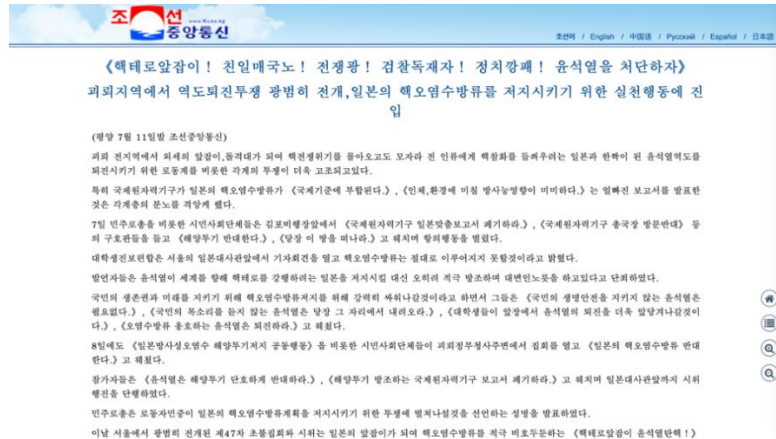 조선 www.kcna.kp
중앙통신
조선어 / English / 中国语 / Русский / Español / 日本語
《핵테로앞잡이! 친일매국노! 전쟁광! 검찰독재자! 정치깡패! 윤석열을 처단하자》
괴뢰지역에서 역도퇴진투쟁 광범히 전개,일본의 핵오염수방류를 저지시키기 위한 실천행동에 진
입
(평양 7월 11일발 조선중앙통신)
괴뢰 전지역에서 외세의 앞잡이,돌격대가 되여 핵전쟁위기를 몰아오고도 모자라 전 인류에게 핵참화를 들씌우려는 일본과 한짝이 된 윤석열역도를
퇴진시키기 위한 로동계를 비롯한 각계의 투쟁이 더욱 고조되고있다.
특히 국제원자력기구가 일본의 핵오염수방류가 《국제기준에 부합된다.》,《인체,환경에 미칠 방사능영향이 미미하다.》는 얼빠진 보고서를 발표한
것은 각계층의 분노를 격앙케 했다.
7일 민주로총을 비롯한 시민사회단체들은 김포비행장앞에서 《국제원자력기구 일본맞춤보고서 폐기하라.》,《국제원자력기구 총국장 방문반대》 등
의 구호판들을 들고 《해양투기 반대한다.》,《당장 이 땅을 떠나라.》고 웨치며 항의행동을 벌렸다.
대학생진보련합은 서울의 일본대사관앞에서 기자회견을 열고 핵오염수방류는 절대로 이루어지지 못할것이라고 밝혔다.
발언자들은 윤석열이 세계를 향해 핵테로를 강행하려는 일본을 저지시킬 대신 오히려 적극 방조하며 대변인노릇을 하고있다고 단죄하였다.
국민의 생존권과 미래를 지키기 위해 핵오염수방류저지를 위해 강력히 싸워나갈것이라고 하면서 그들은 《국민의 생명안전을 지키지 않는 윤석열은
필요없다.》,《국민의 목소리를 듣지 않는 윤석열은 당장 그 자리에서 내려오라.》,《대학생들이 앞장에서 윤석열의 퇴진을 더욱 앞당겨나갈것이
다.》,《오염수방류 옹호하는 윤석열은 퇴진하라.》고 웨쳤다.
8일에도 《일본방사성오염수 해양투기저지 공동행동》을 비롯한 시민사회단체들이 괴뢰정부청사주변에서 집회를 열고 《일본의 핵오염수방류 반대
한다.》고 웨쳤다.
참가자들은 《윤석열은 해양투기 단호하게 반대하라.》,《해양투기 방조하는 국제원자력기구 보고서 폐기하라.》고 웨치며 일본대사관앞까지 시위
행진을 단행하였다.
민주로총은 로동자민중이 일본의 핵오염수방류계획을 저지시키기 위한 투쟁에 떨쳐나설것을 선언하는 성명을 발표하였다.
이날 서울에서 광범히 전개된 제47차 초불집회와 시위는 일본의 앞잡이가 되여 핵오염수방류를 적극 비호두둔하는 《핵테로앞잡이 윤석열탄핵!》